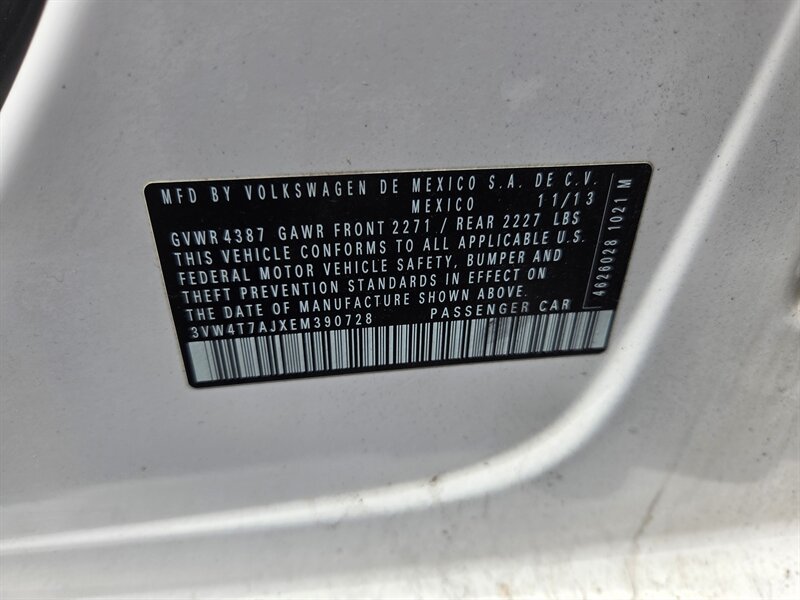 MFD BY VOLKSWAGEN DE MEXICO S.A. DE C.V.
MEXICO 11/13
GVWR 4387 GAWR FRONT 2271 / REAR 2227 LBS
THIS VEHICLE CONFORMS TO ALL APPLICABLE U.S.
FEDERAL MOTOR VEHICLE SAFETY, BUMPER AND
THEFT PREVENTION STANDARDS IN EFFECT ON
THE DATE OF MANUFACTURE SHOWN ABOVE.
3VW4T7AJXEM390728 PASSENGER CAR
4626028 1021 M